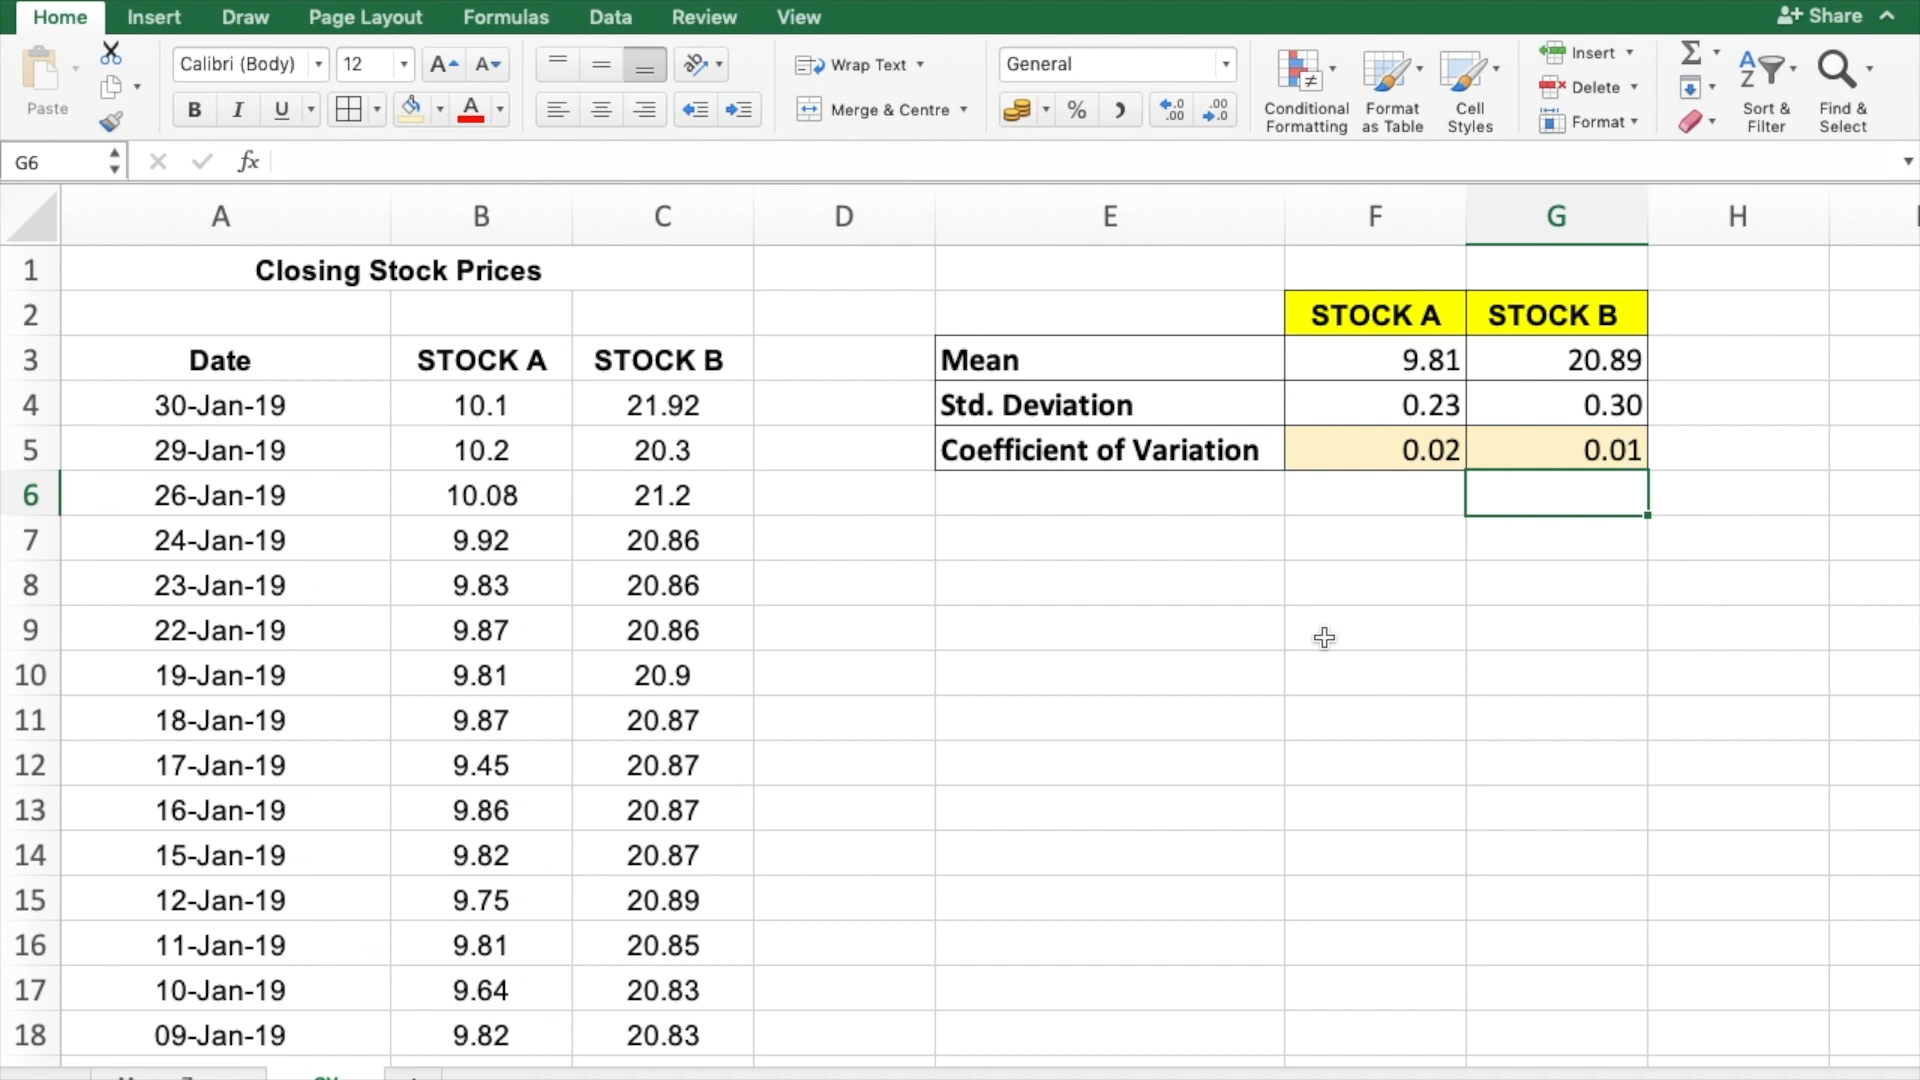 Home Insert Draw Page Layout Formulas Data Review View Share
Paste Calibri (Body) 12 A A Wrap Text General Insert
B I U A Merge & Centre % Delete
Conditional Formatting Format as Table Cell Styles Format Sort & Filter Find & Select
G6 fx
A B C D E F G H
1 Closing Stock Prices
2 STOCK A STOCK B
3 Date STOCK A STOCK B Mean 9.81 20.89
4 30-Jan-19 10.1 21.92 Std. Deviation 0.23 0.30
5 29-Jan-19 10.2 20.3 Coefficient of Variation 0.02 0.01
6 26-Jan-19 10.08 21.2
7 24-Jan-19 9.92 20.86
8 23-Jan-19 9.83 20.86
9 22-Jan-19 9.87 20.86
10 19-Jan-19 9.81 20.9
11 18-Jan-19 9.87 20.87
12 17-Jan-19 9.45 20.87
13 16-Jan-19 9.86 20.87
14 15-Jan-19 9.82 20.87
15 12-Jan-19 9.75 20.89
16 11-Jan-19 9.81 20.85
17 10-Jan-19 9.64 20.83
18 09-Jan-19 9.82 20.83